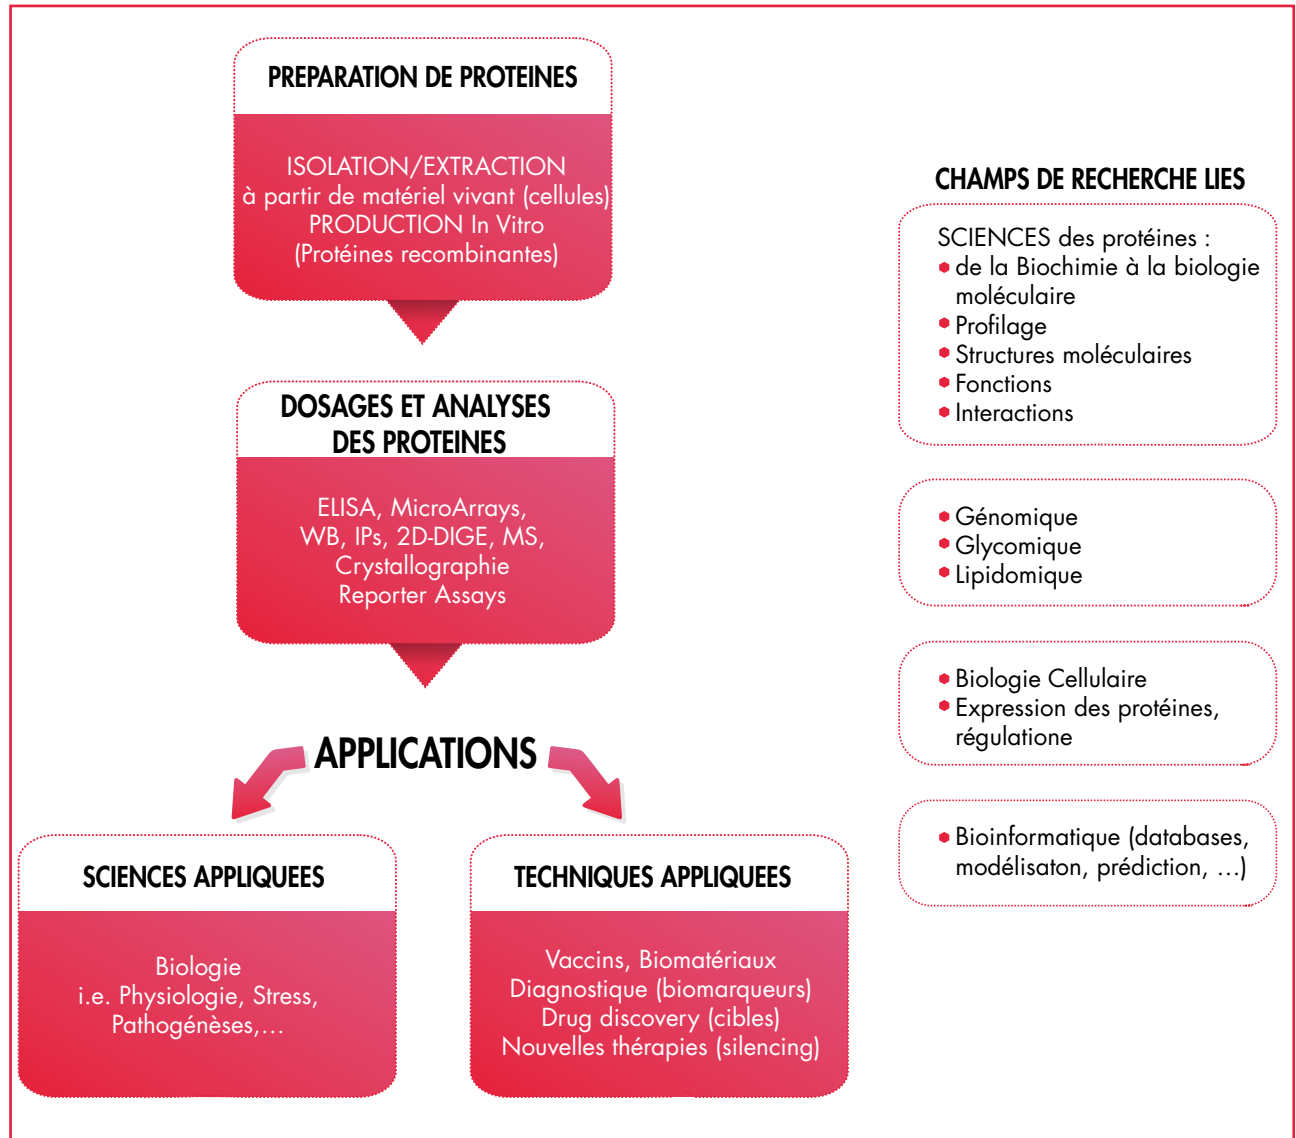 PREPARATION DE PROTEINES
ISOLATION/EXTRACTION
à partir de matériel vivant (cellules)
PRODUCTION In Vitro
(Protéines recombinantes)
DOSAGES ET ANALYSES
DES PROTEINES
ELISA, MicroArrays,
WB, IPs, 2D-DIGE, MS,
Crystallographie
Reporter Assays
APPLICATIONS
SCIENCES APPLIQUEES
Biologie
i.e. Physiologie, Stress,
Pathogénèses,...
TECHNIQUES APPLIQUEES
Vaccins, Biomatériaux
Diagnostique (biomarqueurs)
Drug discovery (cibles)
Nouvelles thérapies (silencing)
CHAMPS DE RECHERCHE LIES
SCIENCES des protéines :
de la Biochimie à la biologie
moléculaire
Profilage
Structures moléculaires
Fonctions
Interactions
Génomique
Glycomique
Lipidomique
Biologie Cellulaire
Expression des protéines,
régulatione
Bioinformatique (databases,
modélisaton, prédiction, ...)